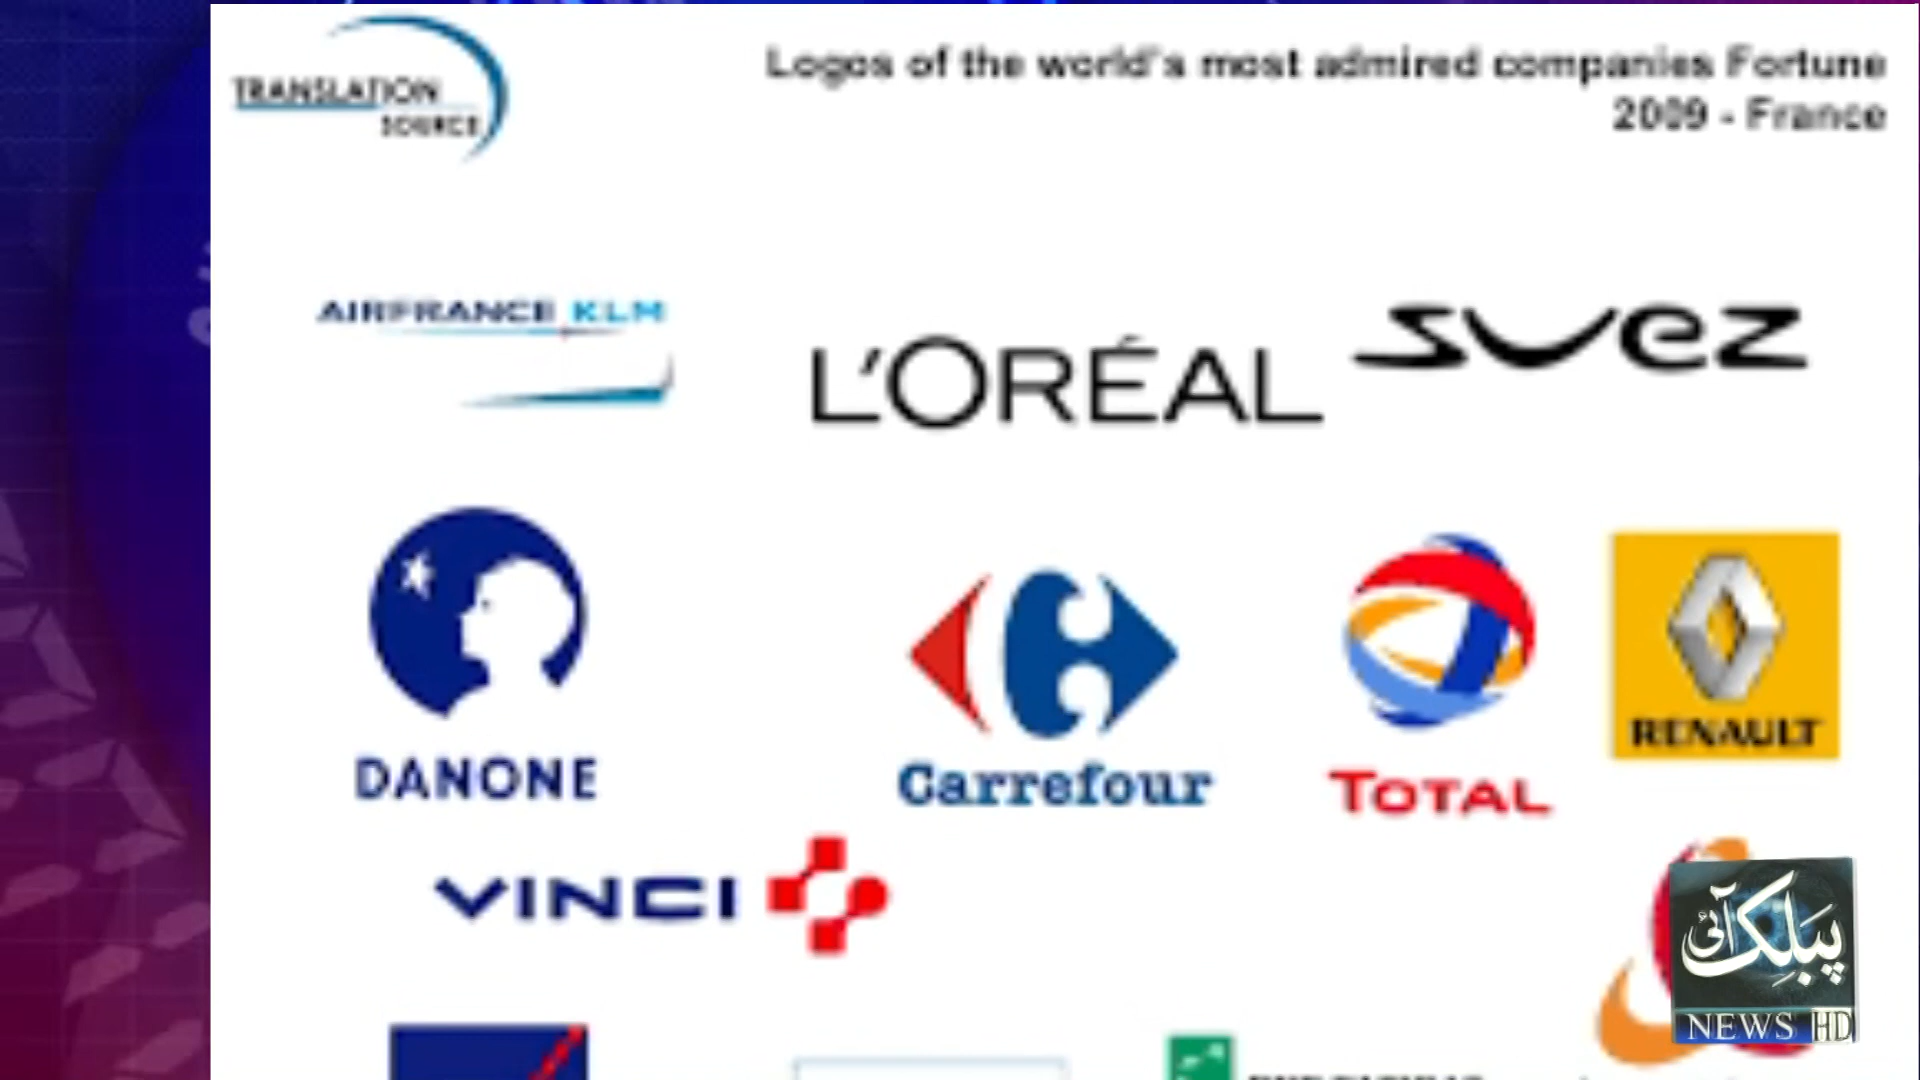 TRANSLATION
SOURCE
Logos of the world's most admired companies Fortune
2009 - France
AIRFRANCE KLM
L'ORÉAL
suez
DANONE
Carrefour
TOTAL
RENAULT
VINCI
پبلک آئی
NEWS HD